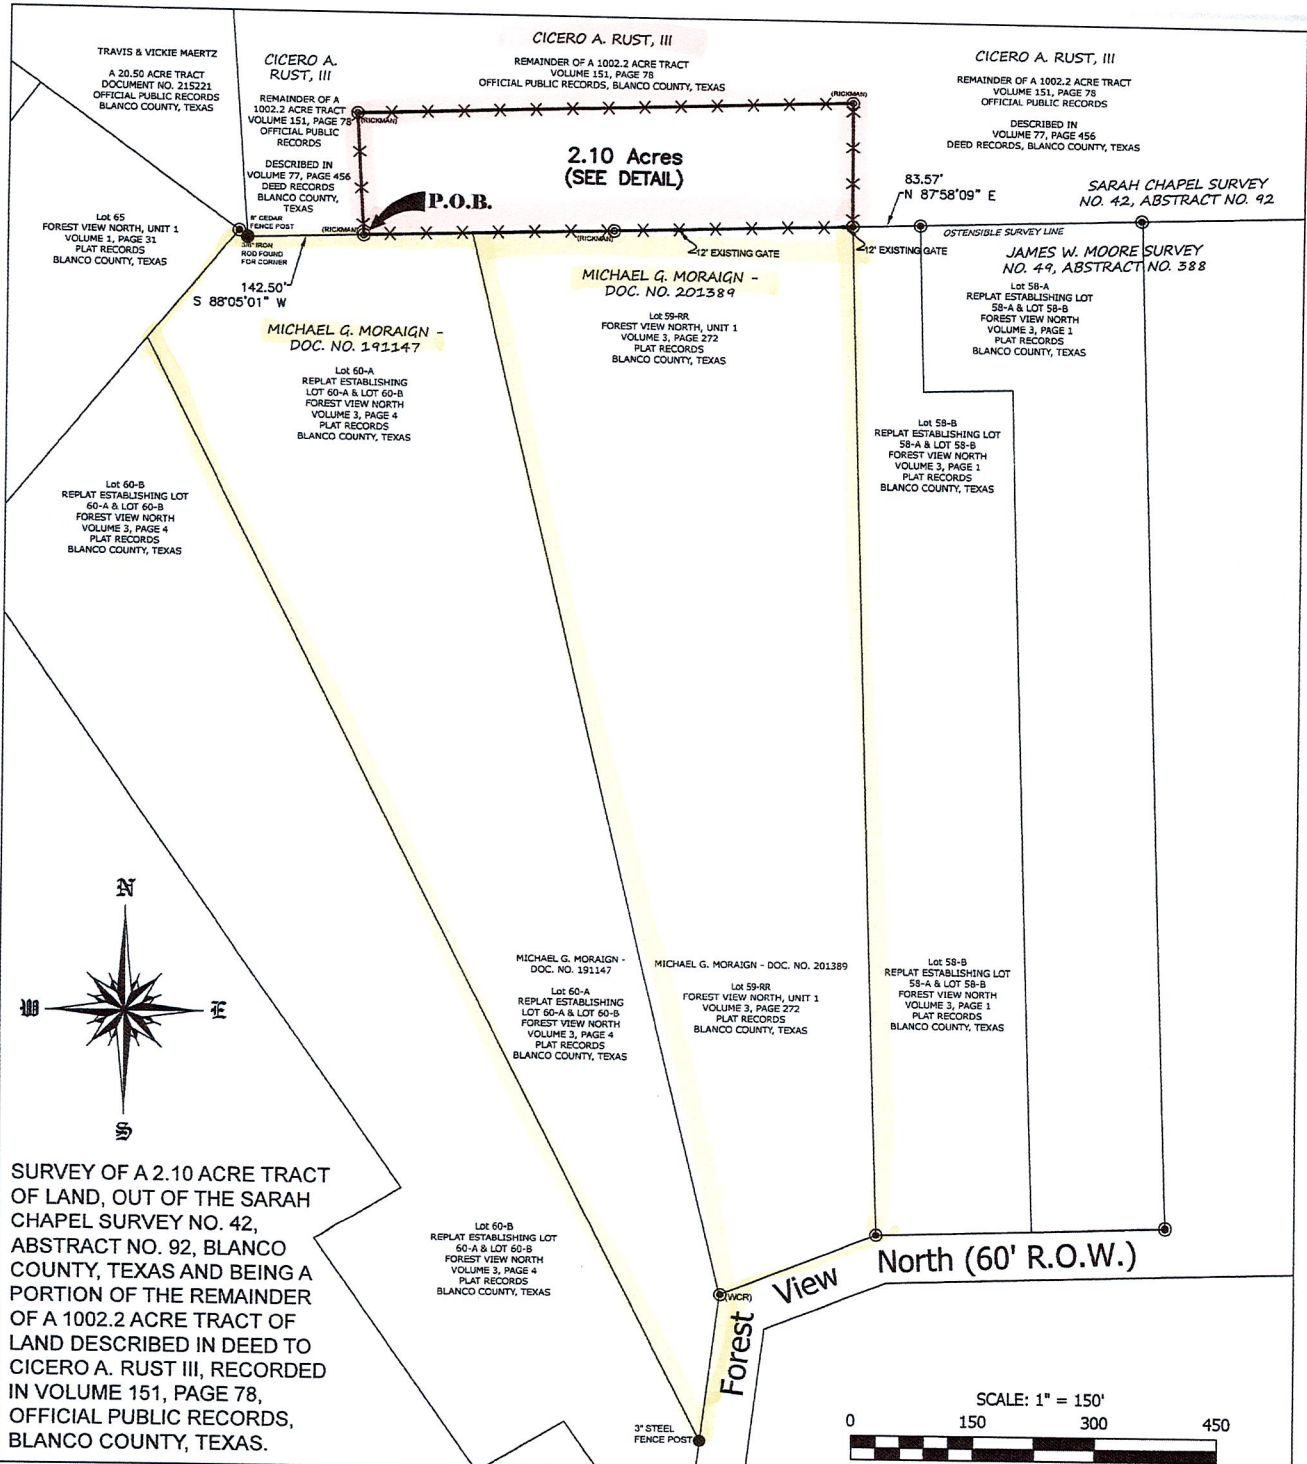 TRAVIS & VICKIE MAERTZ
A 20.50 ACRE TRACT
DOCUMENT NO. 215221
OFFICIAL PUBLIC RECORDS
BLANCO COUNTY, TEXAS
CICERO A.
RUST, III
REMAINDER OF A
1002.2 ACRE TRACT
VOLUME 151, PAGE 78
OFFICIAL PUBLIC
RECORDS
DESCRIBED IN
VOLUME 77, PAGE 456
DEED RECORDS
BLANCO COUNTY,
TEXAS
CICERO A. RUST, III
REMAINDER OF A 1002.2 ACRE TRACT
VOLUME 151, PAGE 78
OFFICIAL PUBLIC RECORDS, BLANCO COUNTY, TEXAS
CICERO A. RUST, III
REMAINDER OF A 1002.2 ACRE TRACT
VOLUME 151, PAGE 78
OFFICIAL PUBLIC RECORDS
DESCRIBED IN
VOLUME 77, PAGE 456
DEED RECORDS, BLANCO COUNTY, TEXAS
(RICKMAN)
(RICKMAN)
2.10 Acres
(SEE DETAIL)
P.O.B.
83.57'
N 87°58'09" E
SARAH CHAPEL SURVEY
NO. 42, ABSTRACT NO. 92
OSTENSIBLE SURVEY LINE
JAMES W. MOORE SURVEY
NO. 49, ABSTRACT NO. 388
Lot 65
FOREST VIEW NORTH, UNIT 1
VOLUME 1, PAGE 31
PLAT RECORDS
BLANCO COUNTY, TEXAS
8" CEDAR
FENCE POST
3/8" IRON
ROD FOUND
FOR CORNER
(RICKMAN)
(RICKMAN)
12' EXISTING GATE
12' EXISTING GATE
142.50'
S 88°05'01" W
MICHAEL G. MORAIGN -
DOC. NO. 191147
Lot 60-A
REPLAT ESTABLISHING
LOT 60-A & LOT 60-B
FOREST VIEW NORTH
VOLUME 3, PAGE 4
PLAT RECORDS
BLANCO COUNTY, TEXAS
MICHAEL G. MORAIGN -
DOC. NO. 201389
Lot 59-RR
FOREST VIEW NORTH, UNIT 1
VOLUME 3, PAGE 272
PLAT RECORDS
BLANCO COUNTY, TEXAS
Lot 58-A
REPLAT ESTABLISHING LOT
58-A & LOT 58-B
FOREST VIEW NORTH
VOLUME 3, PAGE 1
PLAT RECORDS
BLANCO COUNTY, TEXAS
Lot 58-B
REPLAT ESTABLISHING LOT
58-A & LOT 58-B
FOREST VIEW NORTH
VOLUME 3, PAGE 1
PLAT RECORDS
BLANCO COUNTY, TEXAS
Lot 60-B
REPLAT ESTABLISHING LOT
60-A & LOT 60-B
FOREST VIEW NORTH
VOLUME 3, PAGE 4
PLAT RECORDS
BLANCO COUNTY, TEXAS
N
W
E
S
MICHAEL G. MORAIGN -
DOC. NO. 191147
Lot 60-A
REPLAT ESTABLISHING
LOT 60-A & LOT 60-B
FOREST VIEW NORTH
VOLUME 3, PAGE 4
PLAT RECORDS
BLANCO COUNTY, TEXAS
MICHAEL G. MORAIGN - DOC. NO. 201389
Lot 59-RR
FOREST VIEW NORTH, UNIT 1
VOLUME 3, PAGE 272
PLAT RECORDS
BLANCO COUNTY, TEXAS
Lot 58-B
REPLAT ESTABLISHING LOT
58-A & LOT 58-B
FOREST VIEW NORTH
VOLUME 3, PAGE 1
PLAT RECORDS
BLANCO COUNTY, TEXAS
SURVEY OF A 2.10 ACRE TRACT
OF LAND, OUT OF THE SARAH
CHAPEL SURVEY NO. 42,
ABSTRACT NO. 92, BLANCO
COUNTY, TEXAS AND BEING A
PORTION OF THE REMAINDER
OF A 1002.2 ACRE TRACT OF
LAND DESCRIBED IN DEED TO
CICERO A. RUST III, RECORDED
IN VOLUME 151, PAGE 78,
OFFICIAL PUBLIC RECORDS,
BLANCO COUNTY, TEXAS.
Lot 60-B
REPLAT ESTABLISHING LOT
60-A & LOT 60-B
FOREST VIEW NORTH
VOLUME 3, PAGE 4
PLAT RECORDS
BLANCO COUNTY, TEXAS
(WCR)
Forest View North (60' R.O.W.)
3" STEEL
FENCE POST
SCALE: 1" = 150'
0 150 300 450